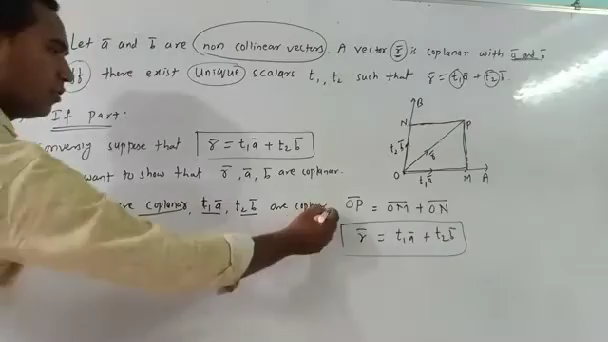 Let ā and b̄ are non collinear vectors. A vector r̄ is coplanar with ā and
iff there exist Unique scalars t₁, t₂ such that r̄ = t₁ā + t₂b̄.
If part:
suppose that r̄ = t₁ā + t₂b̄
want to show that r̄, ā, b̄ are coplanar.
are coplanar, t₁ā, t₂b̄ are
B
N
P
t₂b̄
r̄
O
t₁ā
M
A
OP̄ = OM̄ + ON̄
r̄ = t₁ā + t₂b̄